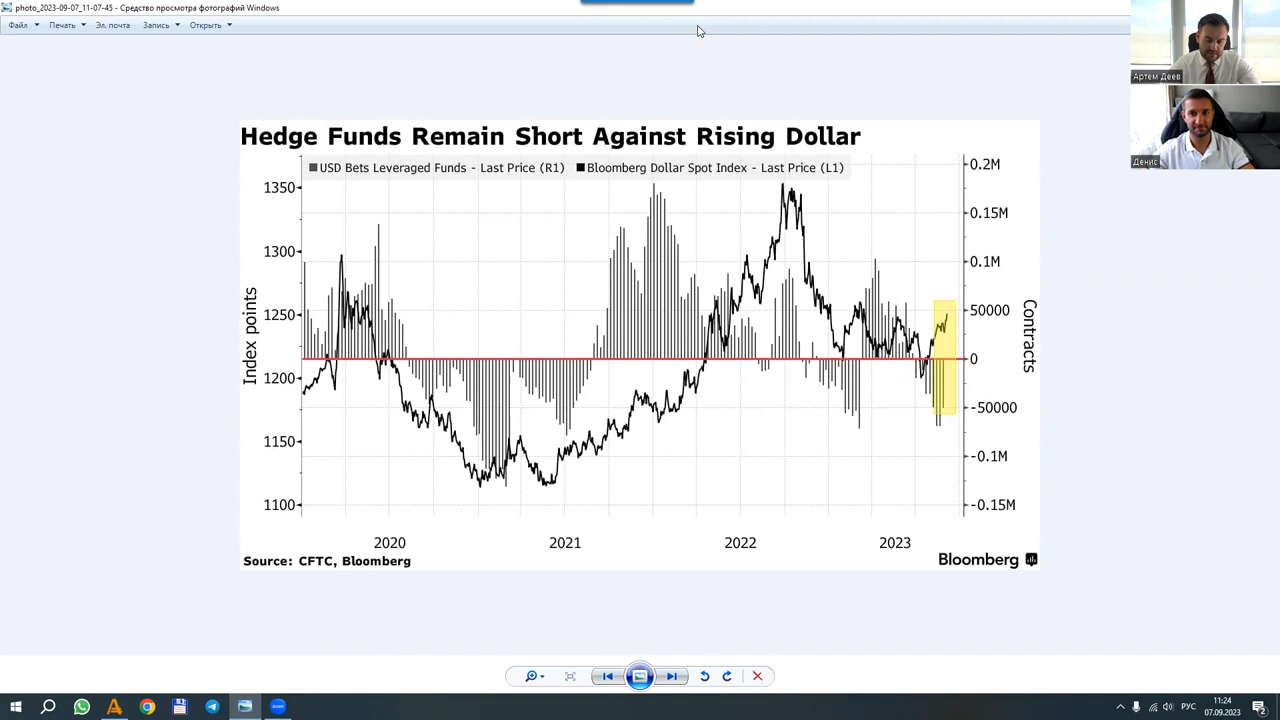 photo_2023-09-07_11-07-45 - Средство просмотра фотографий Windows
Файл Печать Эл. почта Запись Открыть
Артем Деев
Денис
Hedge Funds Remain Short Against Rising Dollar
USD Bets Leveraged Funds - Last Price (R1) Bloomberg Dollar Spot Index - Last Price (L1)
0.2M
1350
0.15M
1300
0.1M
1250
50000
Index points
Contracts
0
1200
-50000
1150
-0.1M
1100
-0.15M
2020 2021 2022 2023
Source: CFTC, Bloomberg
Bloomberg
zoom
РУС
11:24
07.09.2023
2